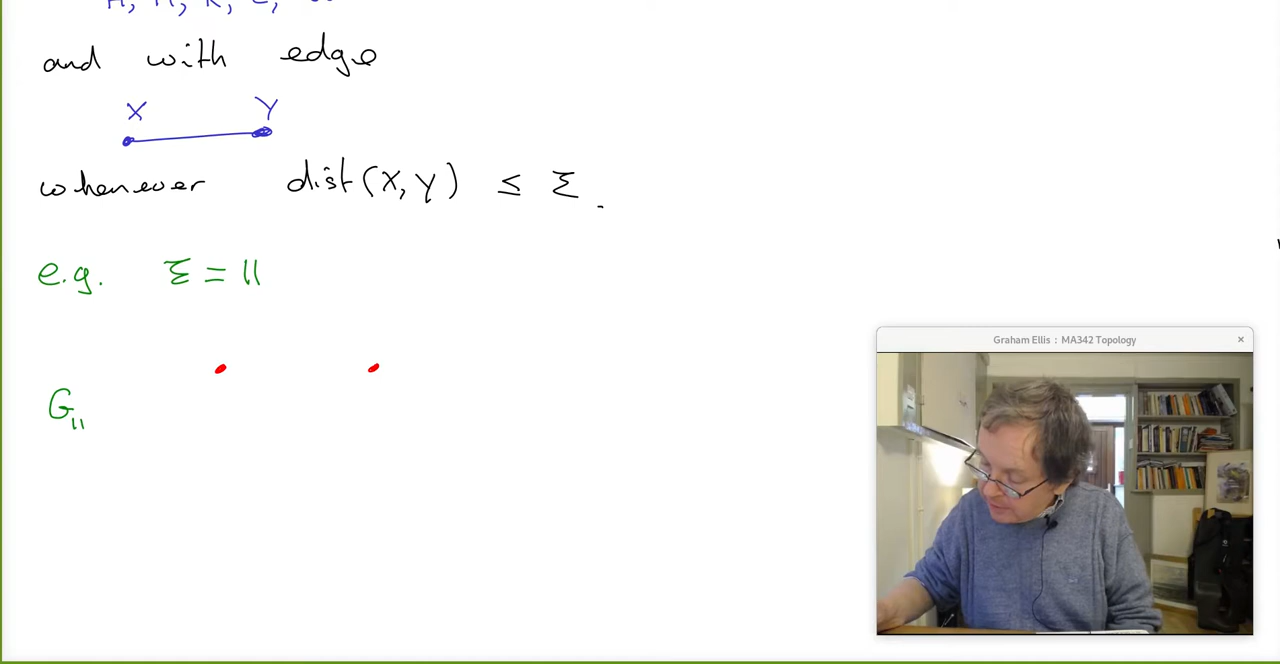 and with edge
X Y
whenever dist(X,Y) ≤ Σ.
e.g. Σ = 11
G₁₁
Graham Ellis : MA342 Topology ×